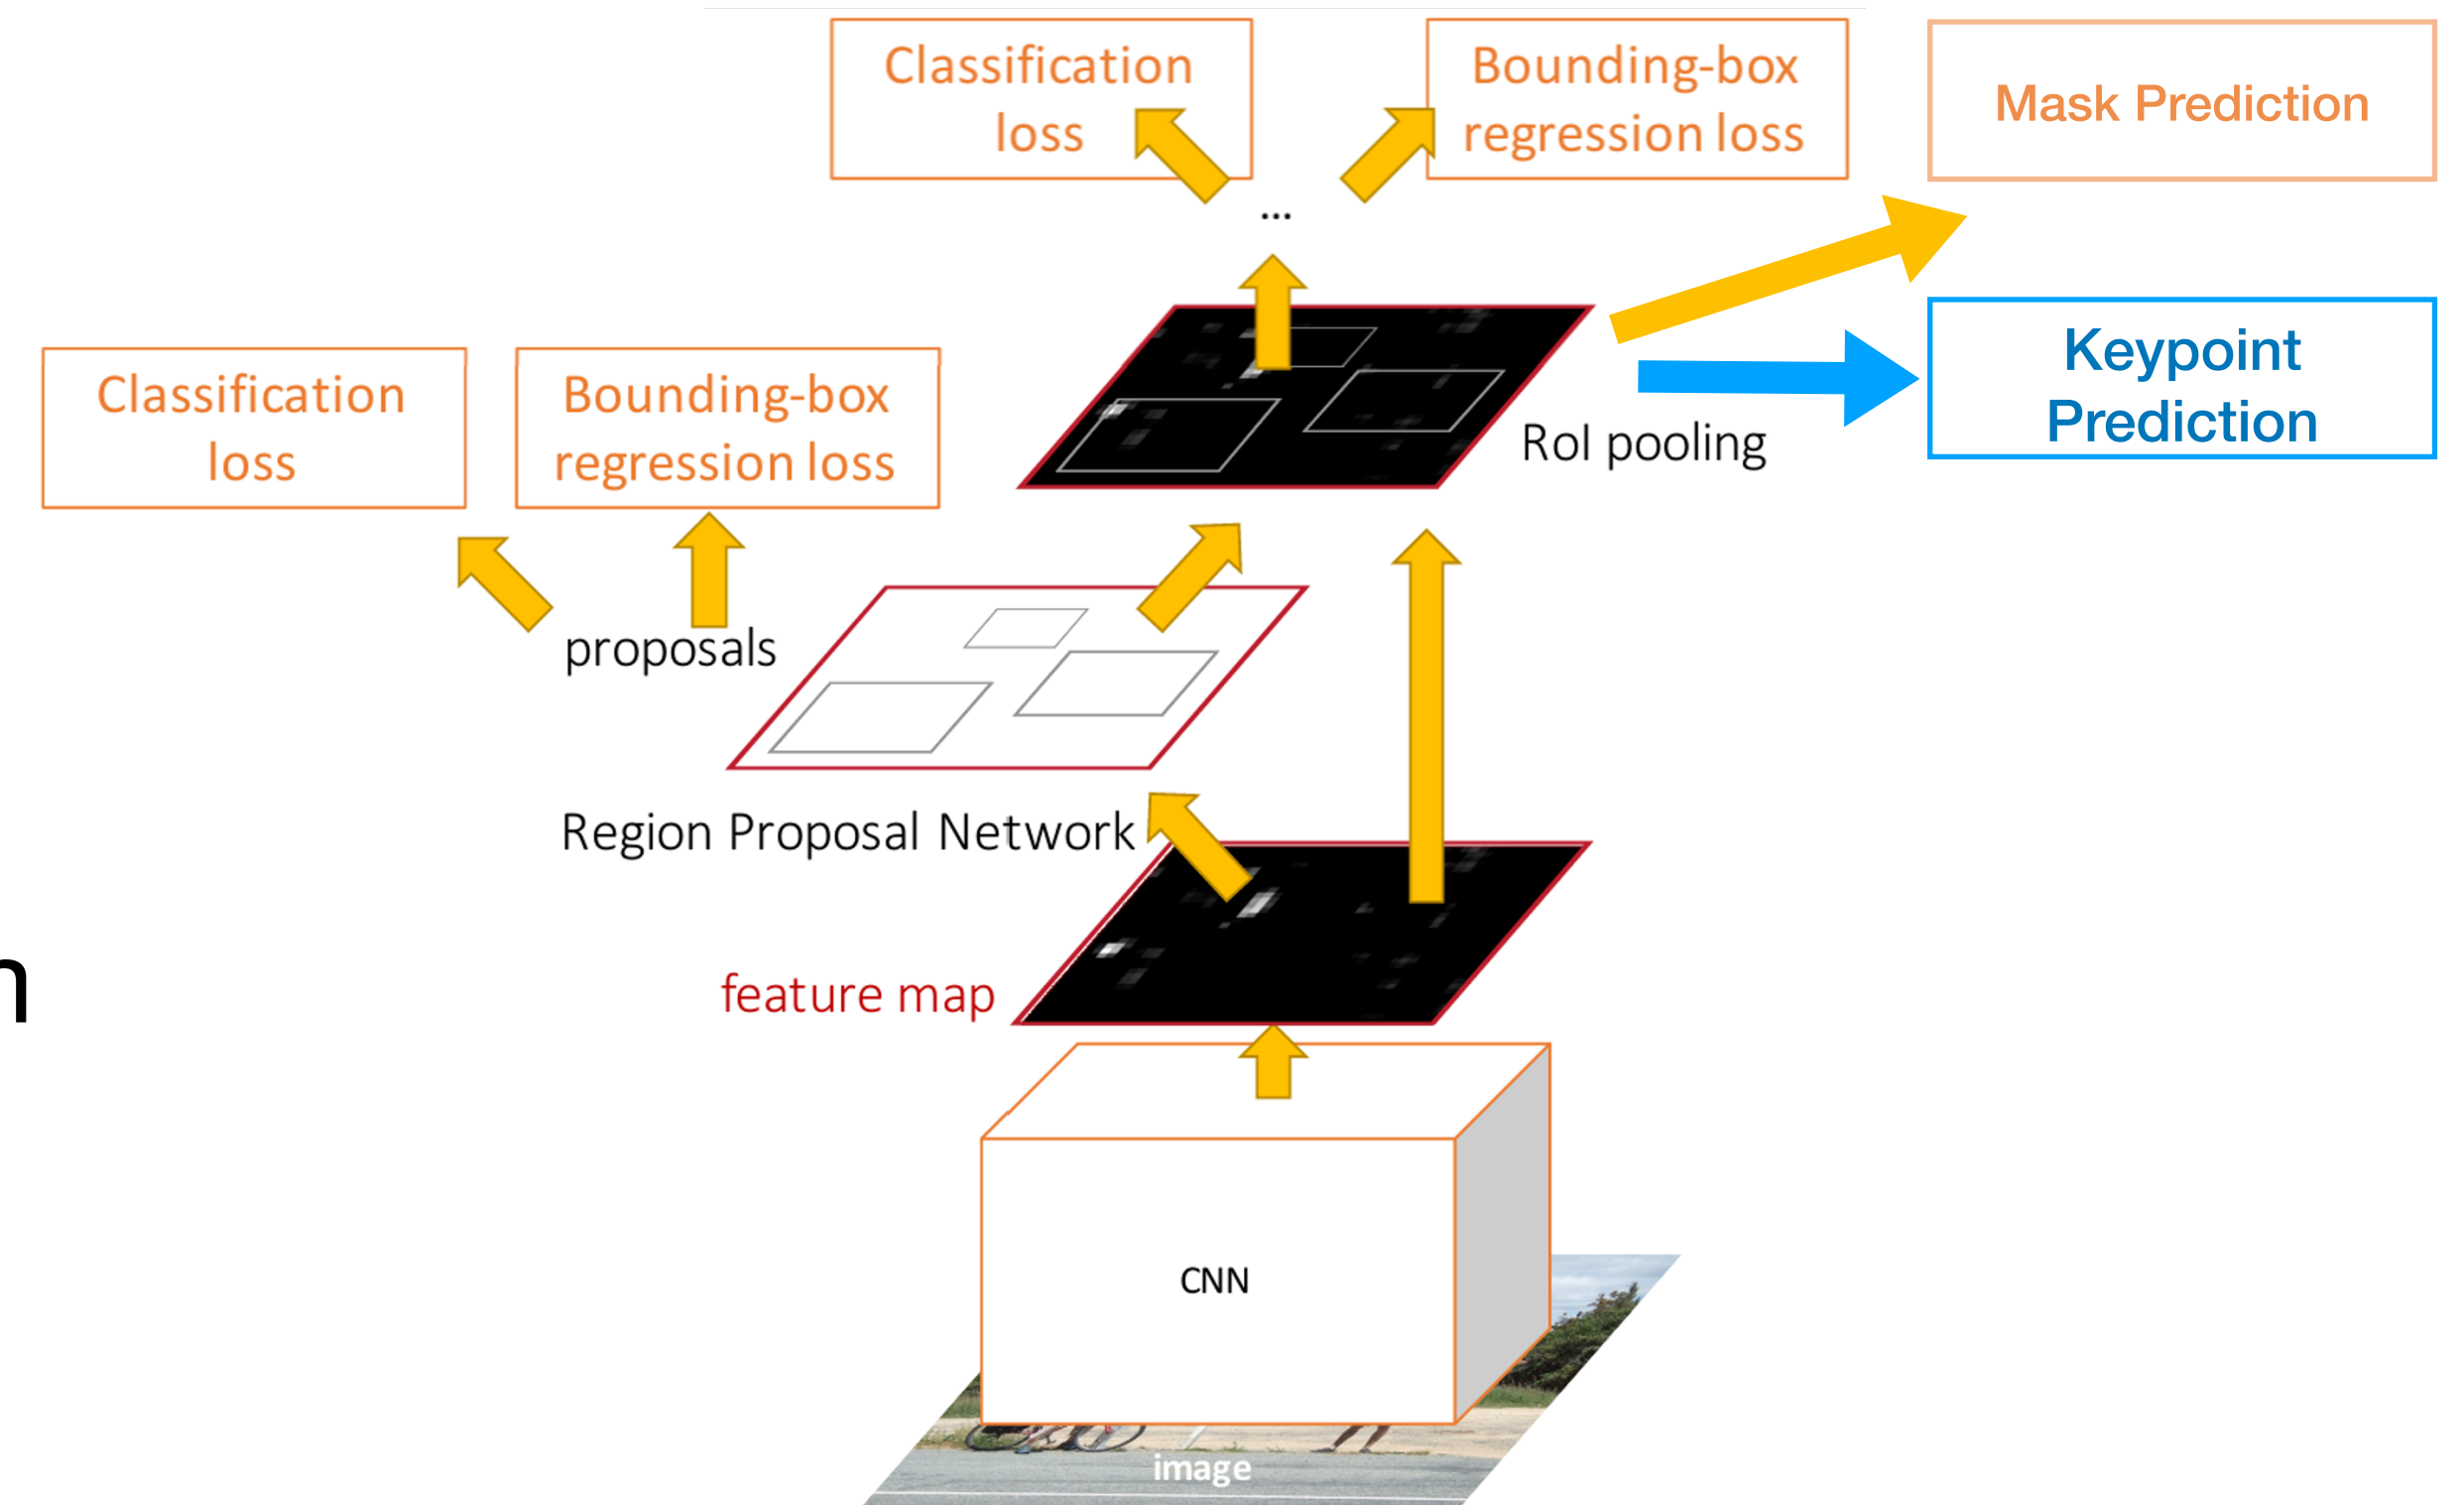 Classification
loss
Bounding-box
regression loss
Mask Prediction
...
Keypoint
Prediction
Classification
loss
Bounding-box
regression loss
RoI pooling
proposals
Region Proposal Network
n
feature map
CNN
image